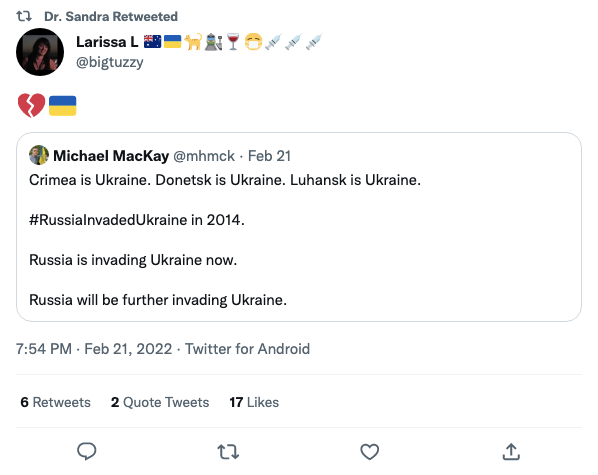 Dr. Sandra Retweeted
Larissa L 🇦🇺🇺🇦🐈🚉🍷😷💉💉💉
@bigtuzzy
💔🇺🇦
Michael MacKay @mhmck · Feb 21
Crimea is Ukraine. Donetsk is Ukraine. Luhansk is Ukraine.
#RussiaInvadedUkraine in 2014.
Russia is invading Ukraine now.
Russia will be further invading Ukraine.
7:54 PM · Feb 21, 2022 · Twitter for Android
6 Retweets 2 Quote Tweets 17 Likes